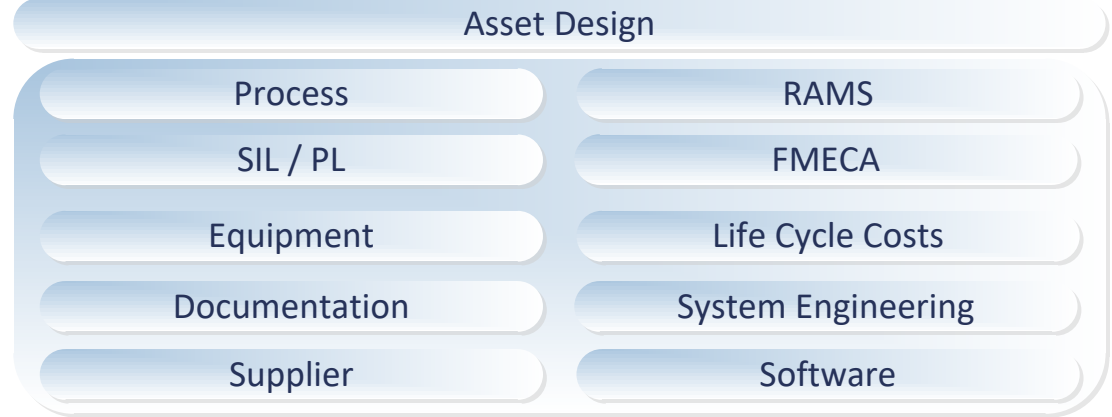 Asset Design
Process
RAMS
SIL / PL
FMECA
Equipment
Life Cycle Costs
Documentation
System Engineering
Supplier
Software